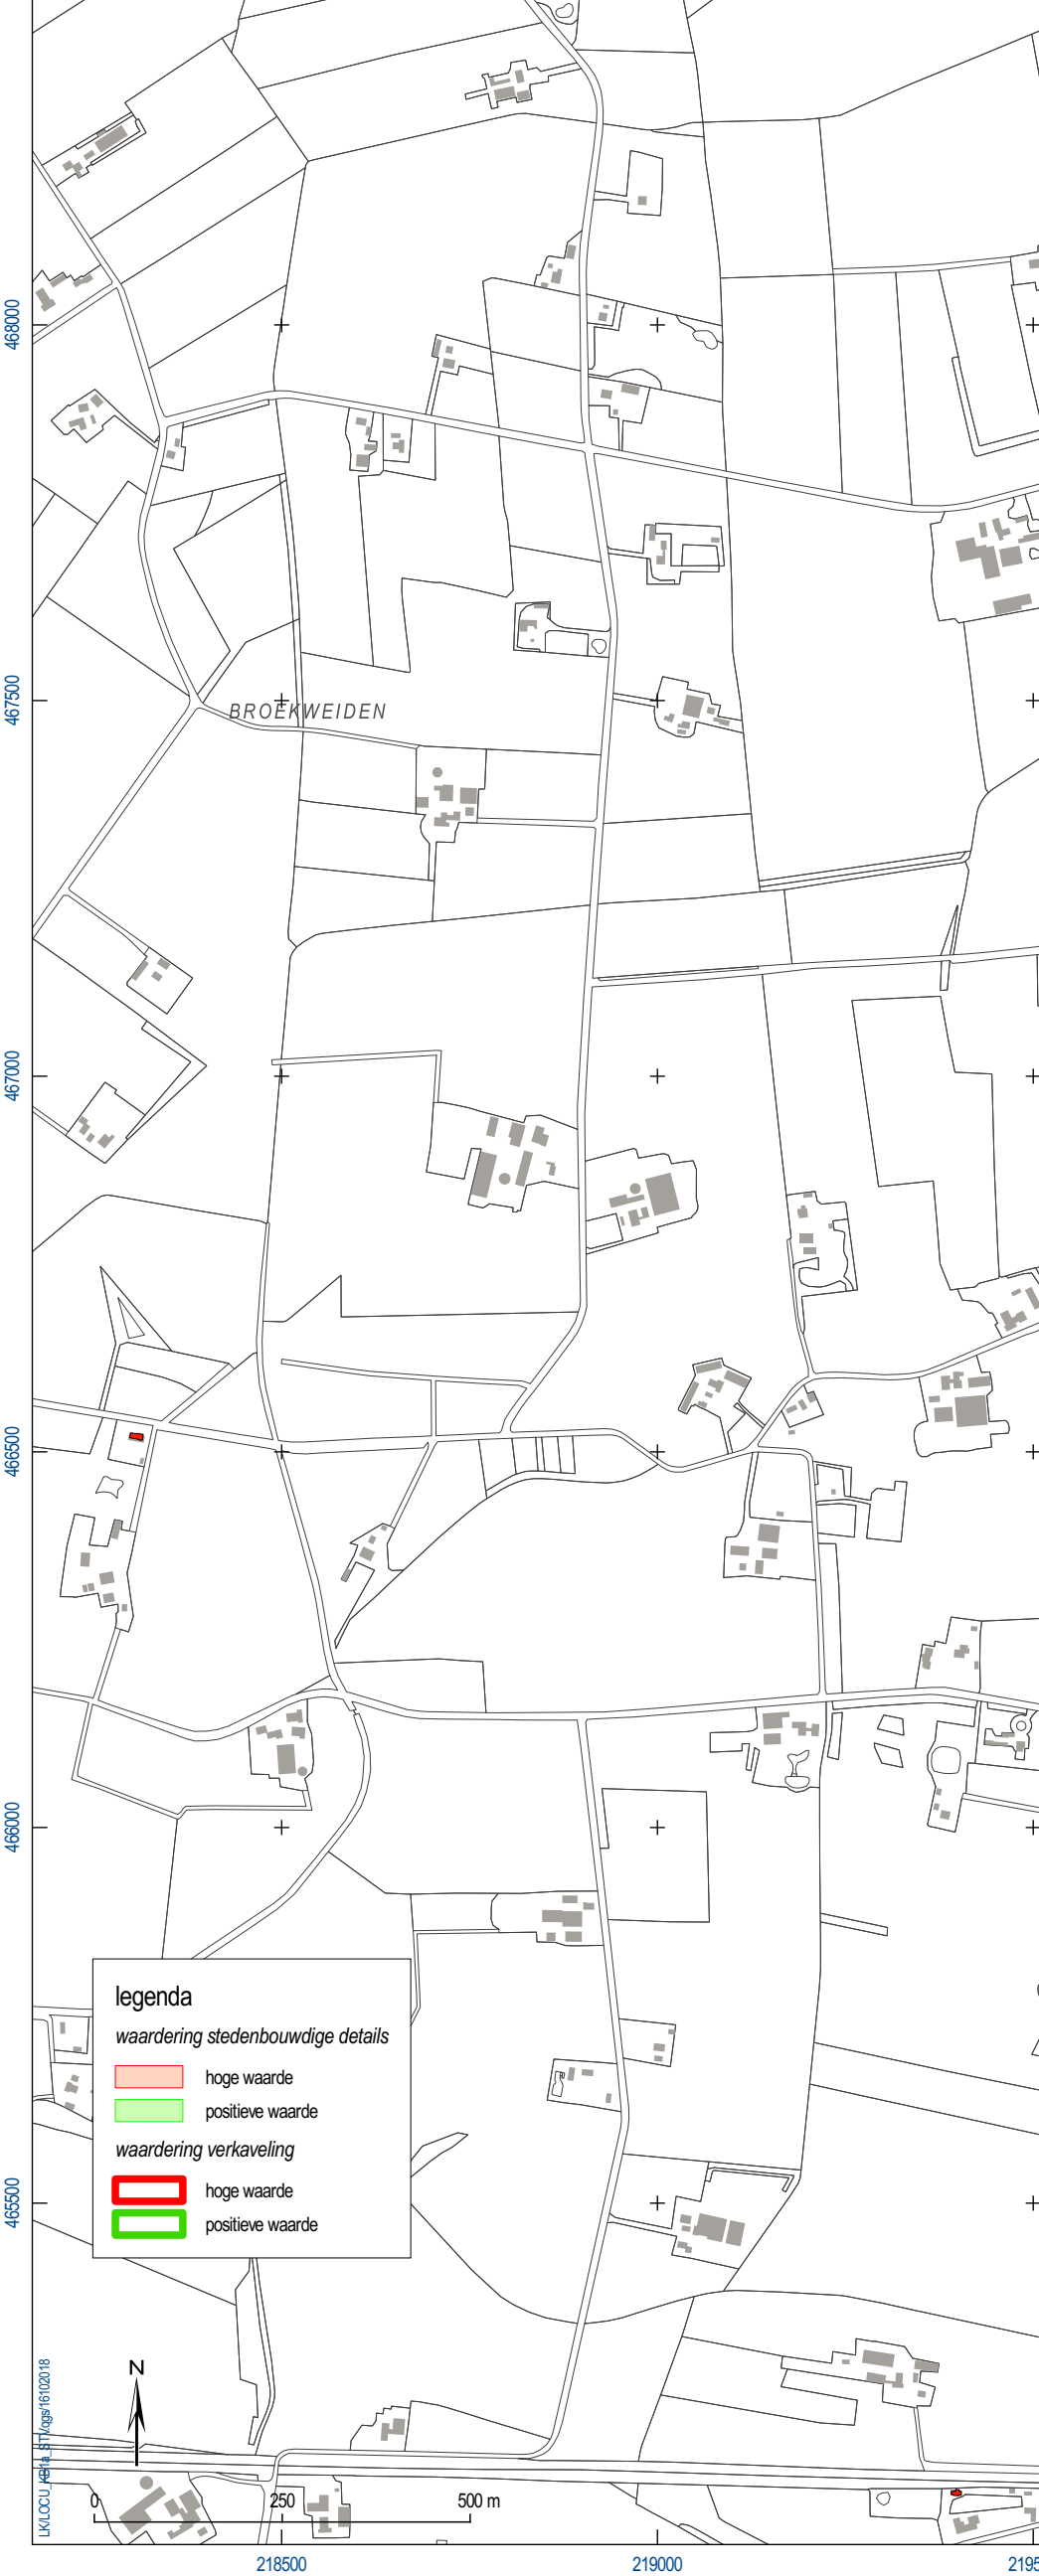 468000
467500
BROEKWEIDEN
467000
466500
466000
legenda
waardering stedenbouwdige details
hoge waarde
positieve waarde
waardering verkaveling
hoge waarde
positieve waarde
465500
N
0 250 500 m
218500 219000 2195